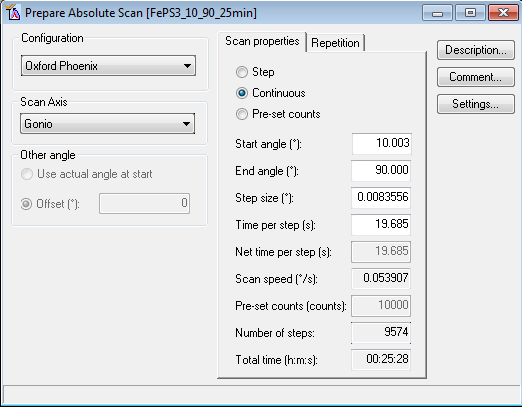 Prepare Absolute Scan [FePS3_10_90_25min]
Configuration
Oxford Phoenix
Scan Axis
Gonio
Other angle
Use actual angle at start
Offset (°):
0
Scan properties
Repetition
Step
Continuous
Pre-set counts
Start angle (°):
10.003
End angle (°):
90.000
Step size (°):
0.0083556
Time per step (s):
19.685
Net time per step (s):
19.685
Scan speed (°/s):
0.053907
Pre-set counts (counts):
10000
Number of steps:
9574
Total time (h:m:s):
00:25:28
Description...
Comment...
Settings...